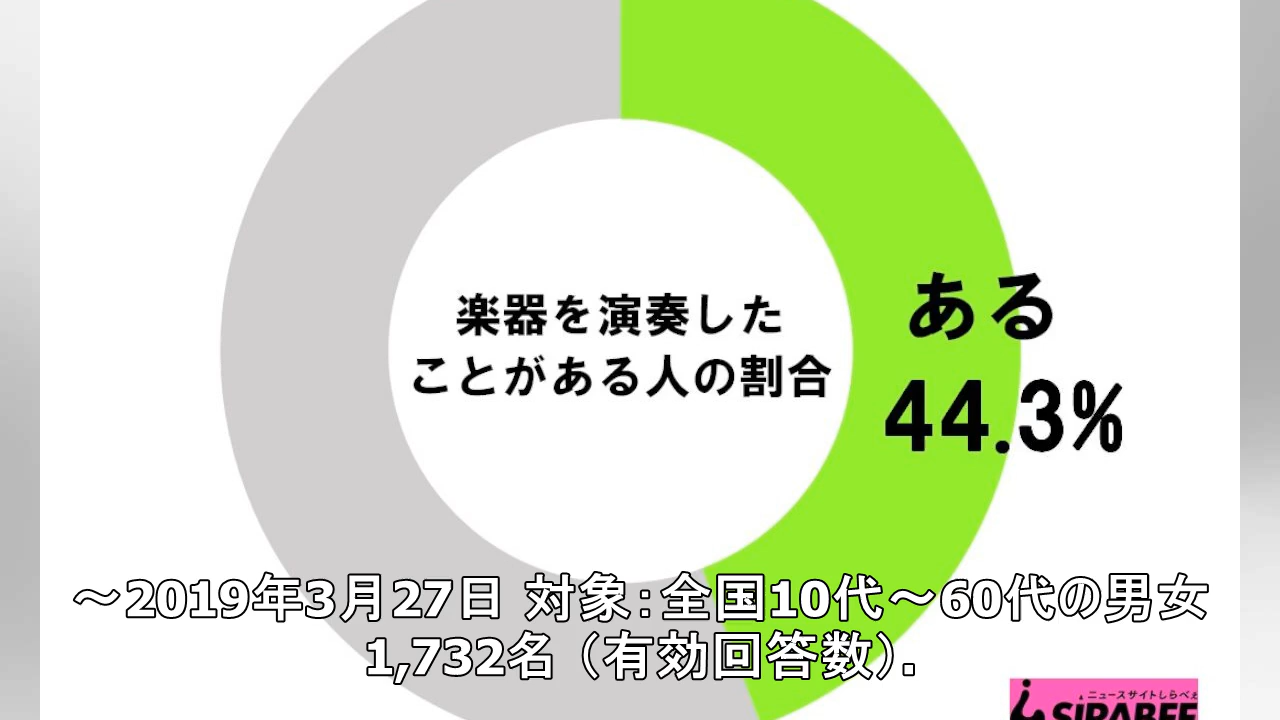 楽器を演奏した
ことがある人の割合
ある
44.3%
～2019年3月27日 対象：全国10代～60代の男女
1,732名（有効回答数）.
ニュースサイトしらべぇ
SIRABEE